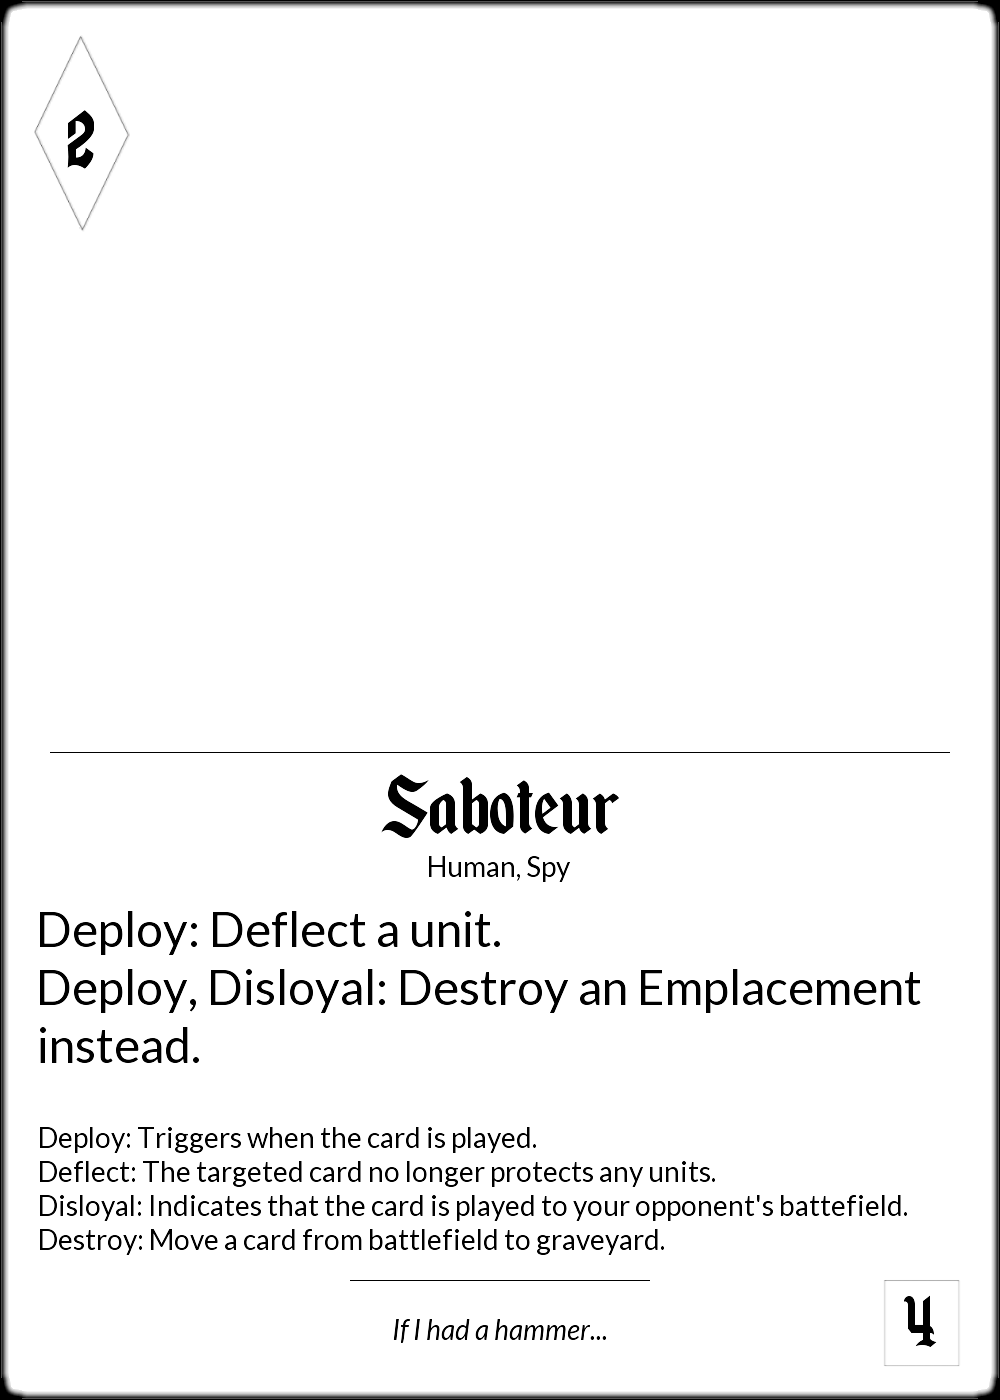 2
Saboteur
Human, Spy
Deploy: Deflect a unit.
Deploy, Disloyal: Destroy an Emplacement
instead.
Deploy: Triggers when the card is played.
Deflect: The targeted card no longer protects any units.
Disloyal: Indicates that the card is played to your opponent's battefield.
Destroy: Move a card from battlefield to graveyard.
If I had a hammer...
4